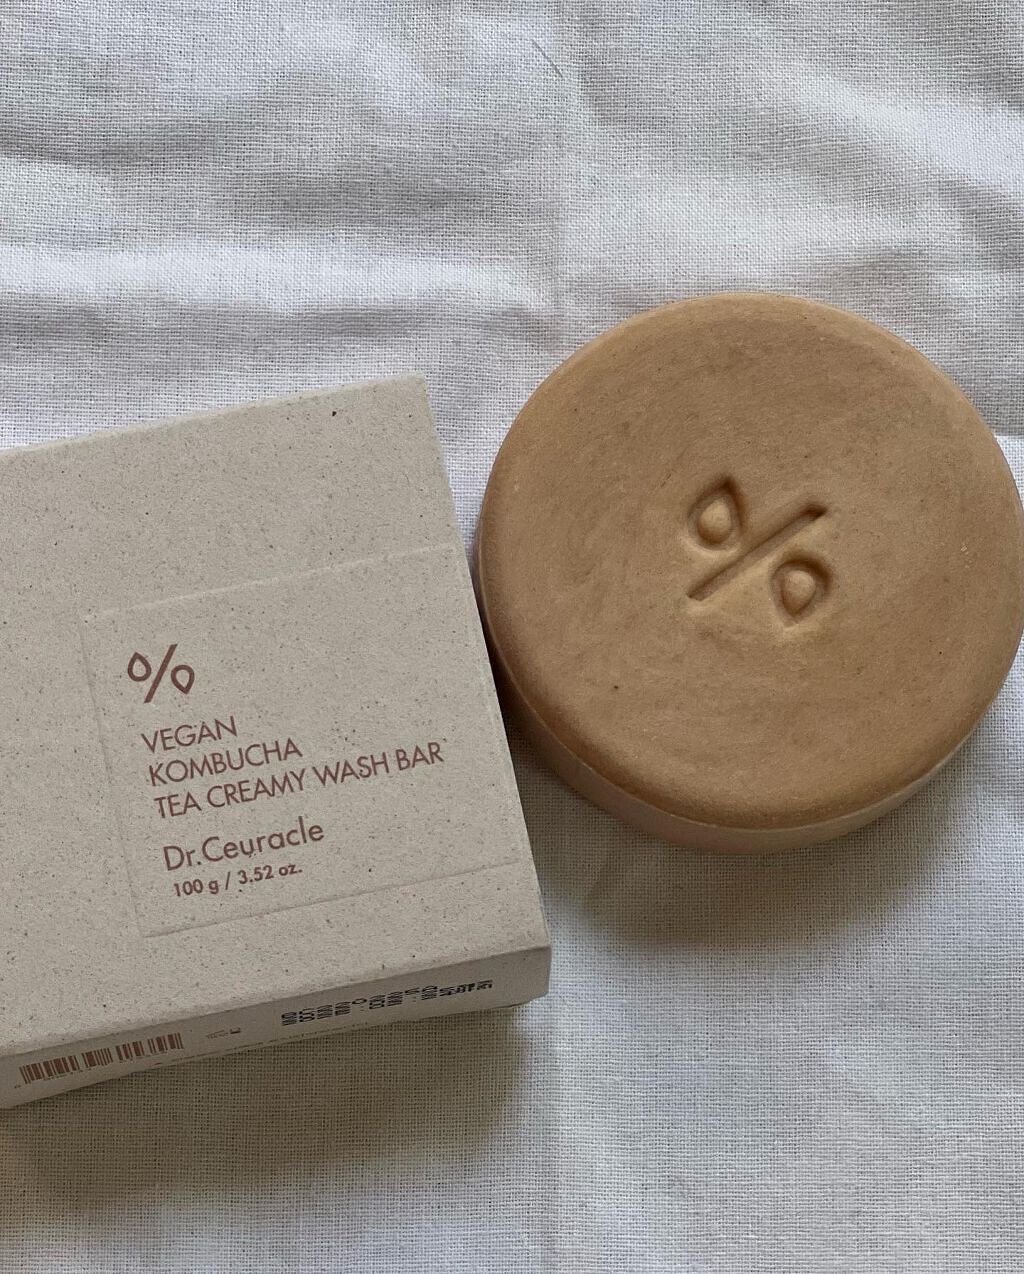 %
VEGAN
KOMBUCHA
TEA CREAMY WASH BAR
Dr.Ceuracle
100 g / 3.52 oz.
%